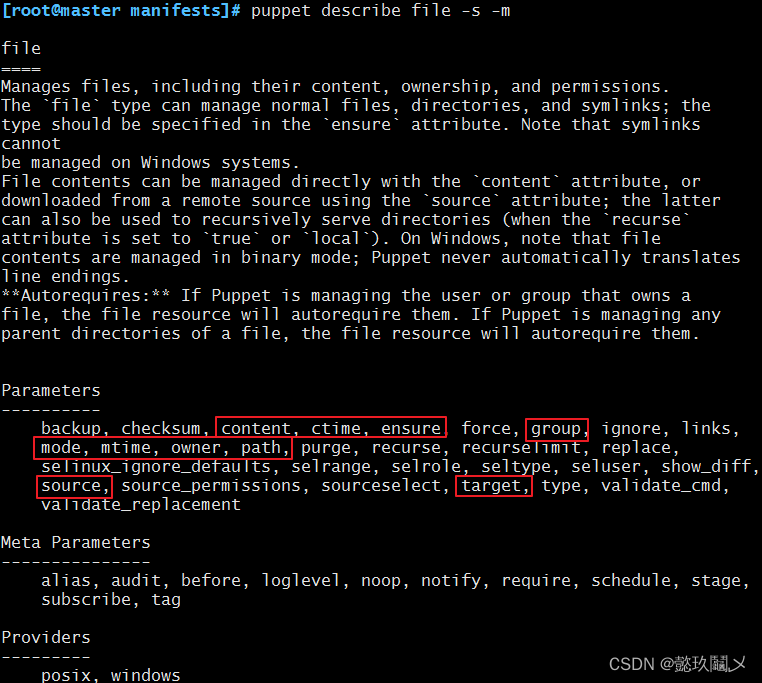 [root@master manifests]# puppet describe file -s -m
file
====
Manages files, including their content, ownership, and permissions.
The `file` type can manage normal files, directories, and symlinks; the
type should be specified in the `ensure` attribute. Note that symlinks
cannot
be managed on Windows systems.
File contents can be managed directly with the `content` attribute, or
downloaded from a remote source using the `source` attribute; the latter
can also be used to recursively serve directories (when the `recurse`
attribute is set to `true` or `local`). On Windows, note that file
contents are managed in binary mode; Puppet never automatically translates
line endings.
**Autorequires:** If Puppet is managing the user or group that owns a
file, the file resource will autorequire them. If Puppet is managing any
parent directories of a file, the file resource will autorequire them.
Parameters
----------
backup, checksum, content, ctime, ensure, force, group, ignore, links,
mode, mtime, owner, path, purge, recurse, recurselimit, replace,
selinux_ignore_defaults, selrange, selrole, seltype, seluser, show_diff,
source, source_permissions, sourceselect, target, type, validate_cmd,
validate_replacement
Meta Parameters
---------------
alias, audit, before, loglevel, noop, notify, require, schedule, stage,
subscribe, tag
Providers
---------
posix, windows
CSDN @懿玖